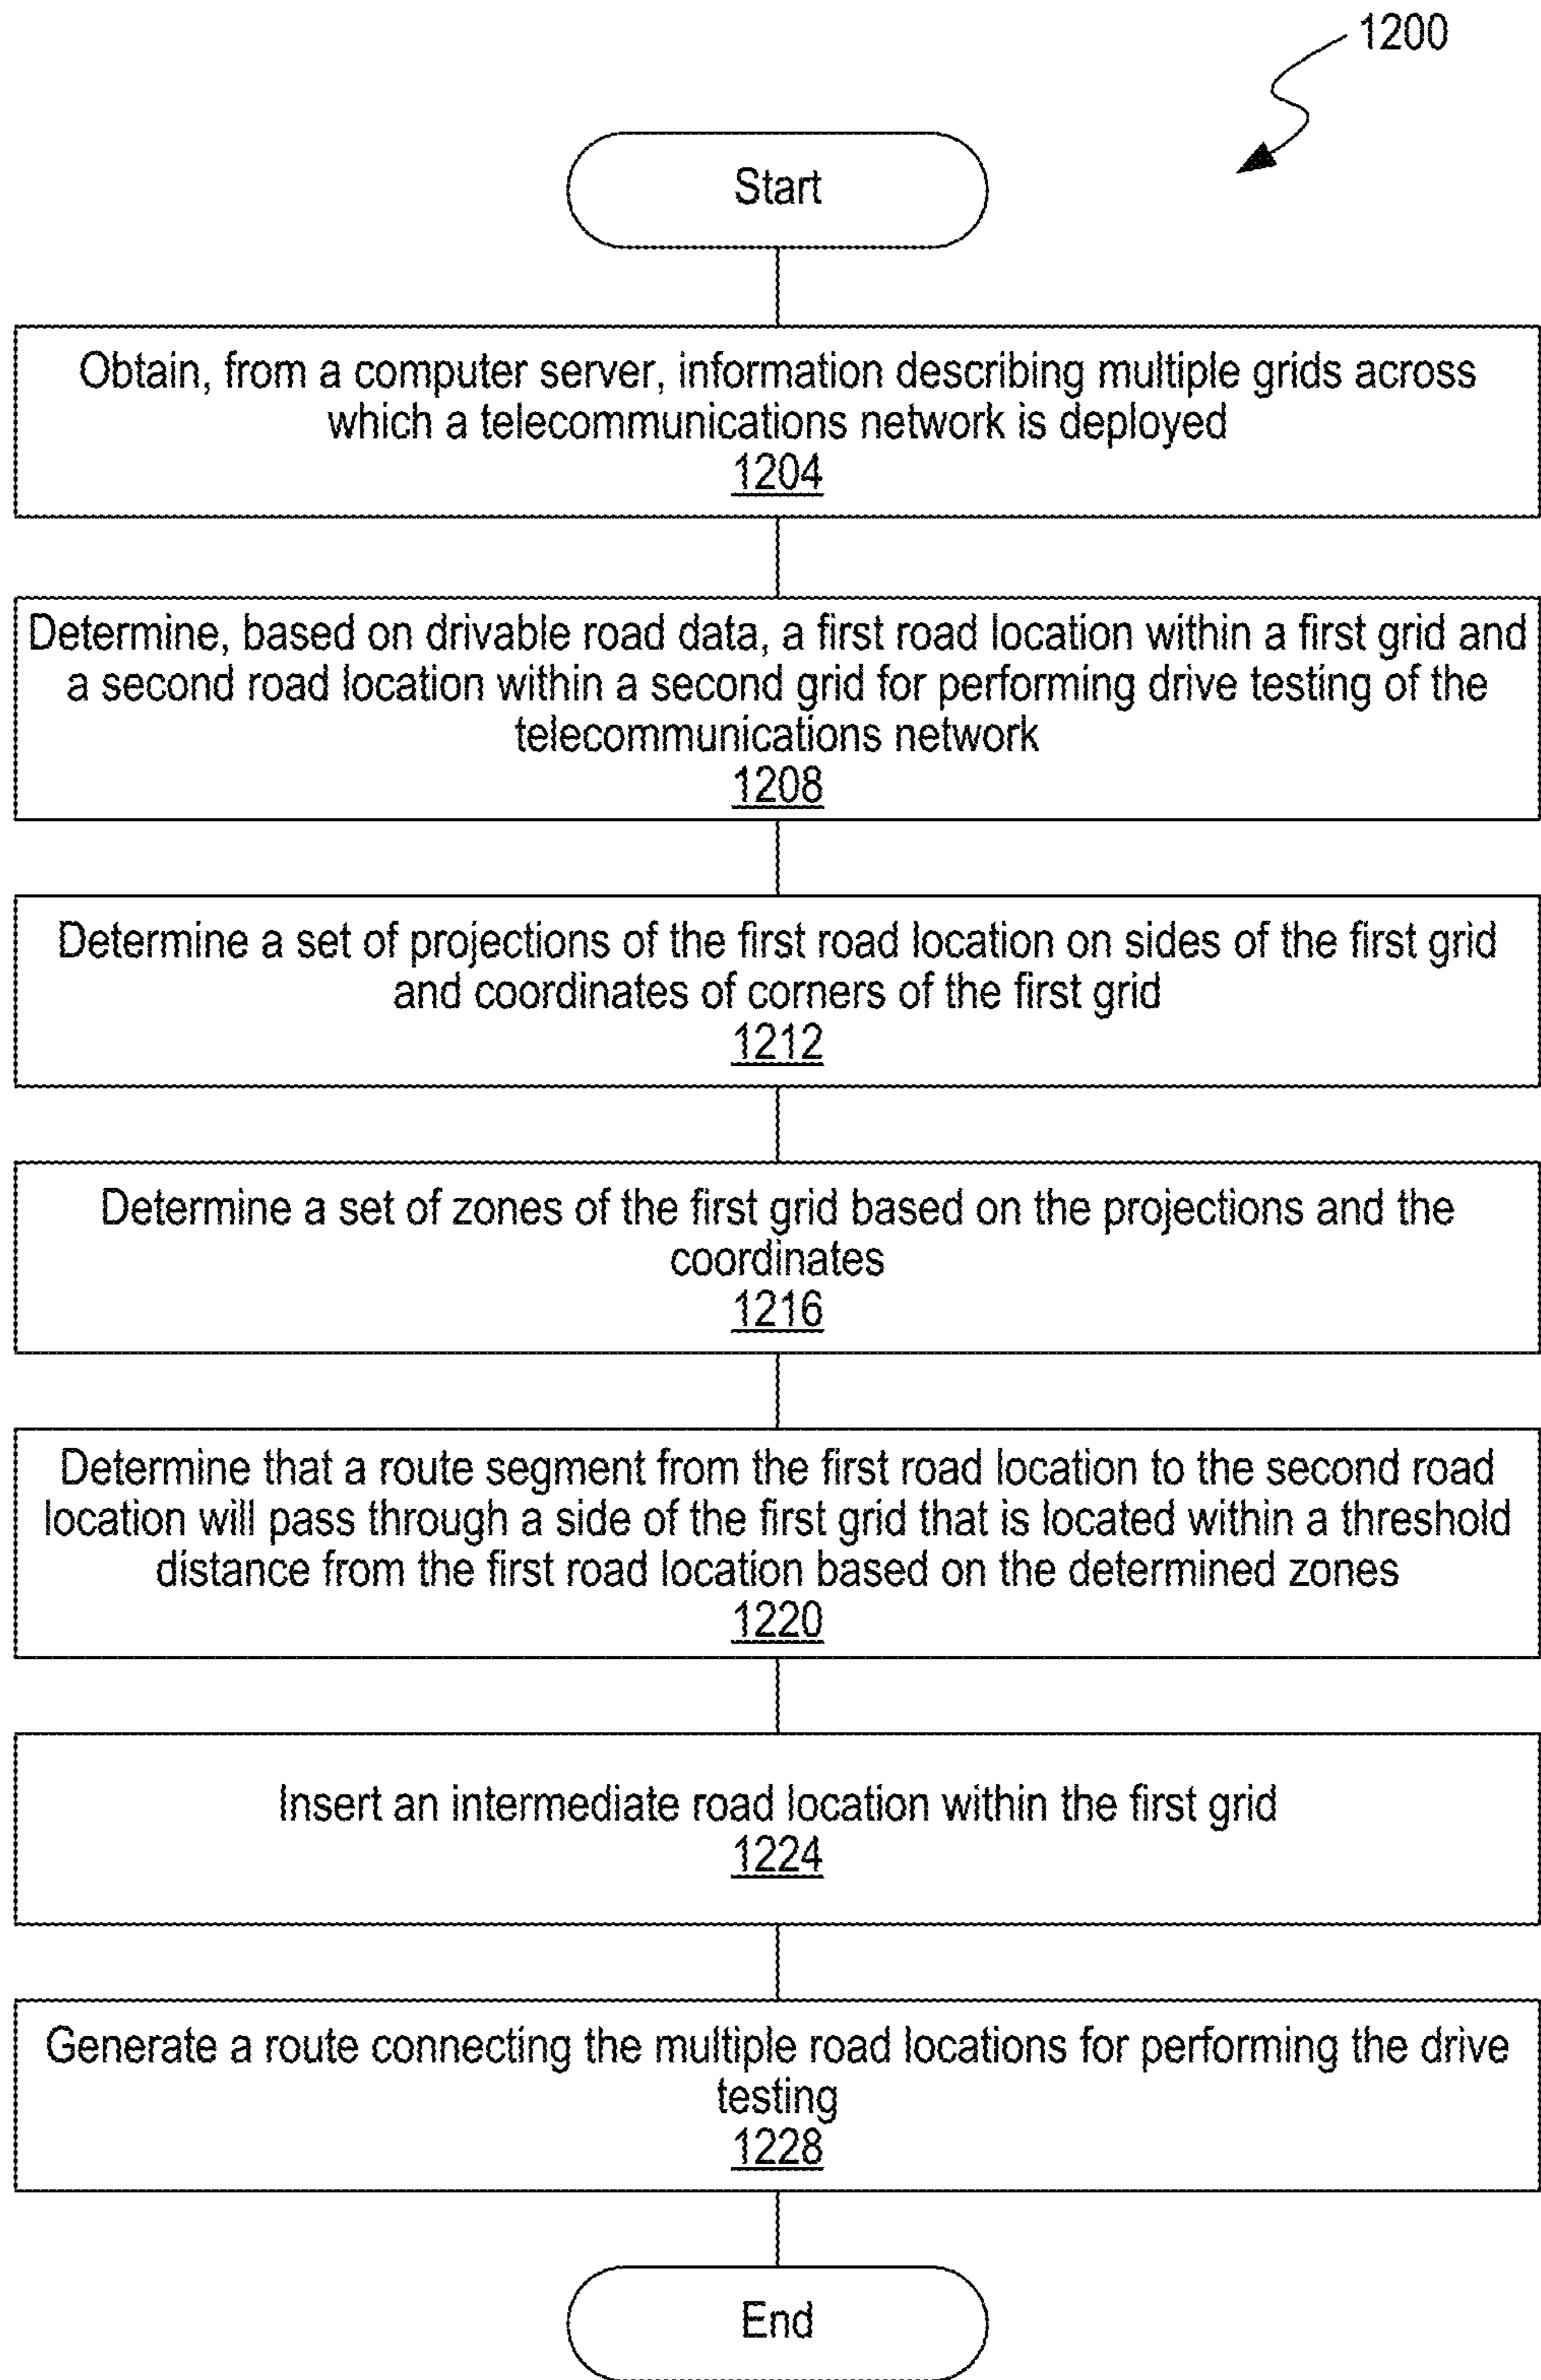 1200
Start
Obtain, from a computer server, information describing multiple grids across
which a telecommunications network is deployed
1204
Determine, based on drivable road data, a first road location within a first grid and
a second road location within a second grid for performing drive testing of the
telecommunications network
1208
Determine a set of projections of the first road location on sides of the first grid
and coordinates of corners of the first grid
1212
Determine a set of zones of the first grid based on the projections and the
coordinates
1216
Determine that a route segment from the first road location to the second road
location will pass through a side of the first grid that is located within a threshold
distance from the first road location based on the determined zones
1220
Insert an intermediate road location within the first grid
1224
Generate a route connecting the multiple road locations for performing the drive
testing
1228
End